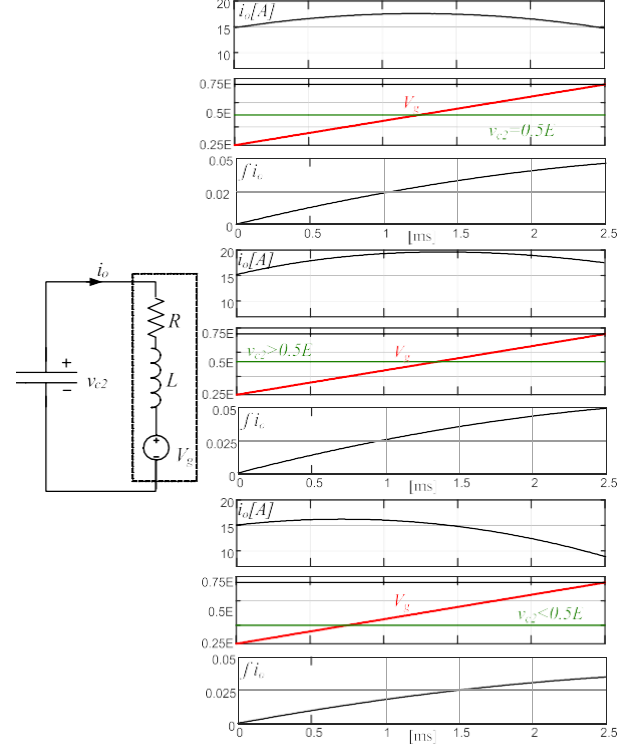 i_o
R
v_c2
L
V_g
+
−
+
−
i_o[A]
20
15
10
0.75E
0.5E
0.25E
V_g
v_c2=0.5E
∫i_o
0.05
0.02
0
0 0.5 1 1.5 2 2.5
[ms]
i_o[A]
20
15
10
0.75E
0.5E
0.25E
v_c2>0.5E
V_g
∫i_o
0.05
0.025
0
0 0.5 1 1.5 2 2.5
[ms]
i_o[A]
20
15
10
0.75E
0.5E
0.25E
V_g
v_c2<0.5E
∫i_o
0.05
0.025
0
0 0.5 1 1.5 2 2.5
[ms]